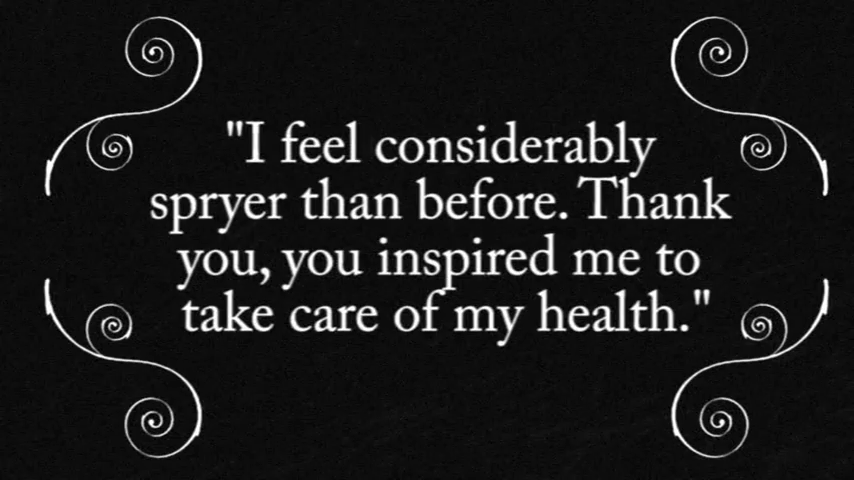 "I feel considerably
spryer than before. Thank
you, you inspired me to
take care of my health."